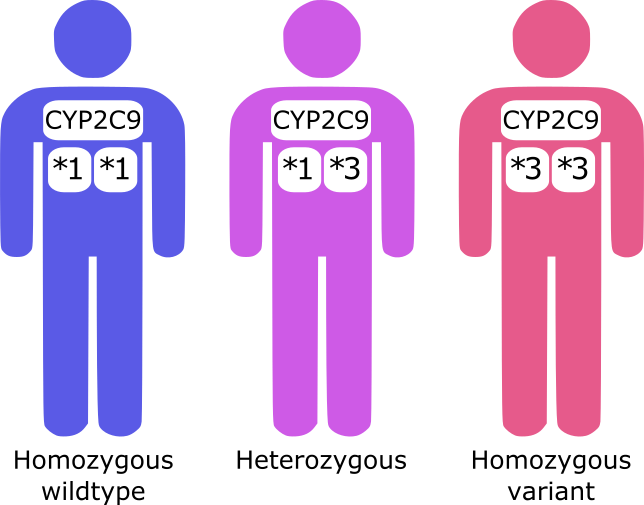 CYP2C9
*1 *1
Homozygous
wildtype
CYP2C9
*1 *3
Heterozygous
CYP2C9
*3 *3
Homozygous
variant